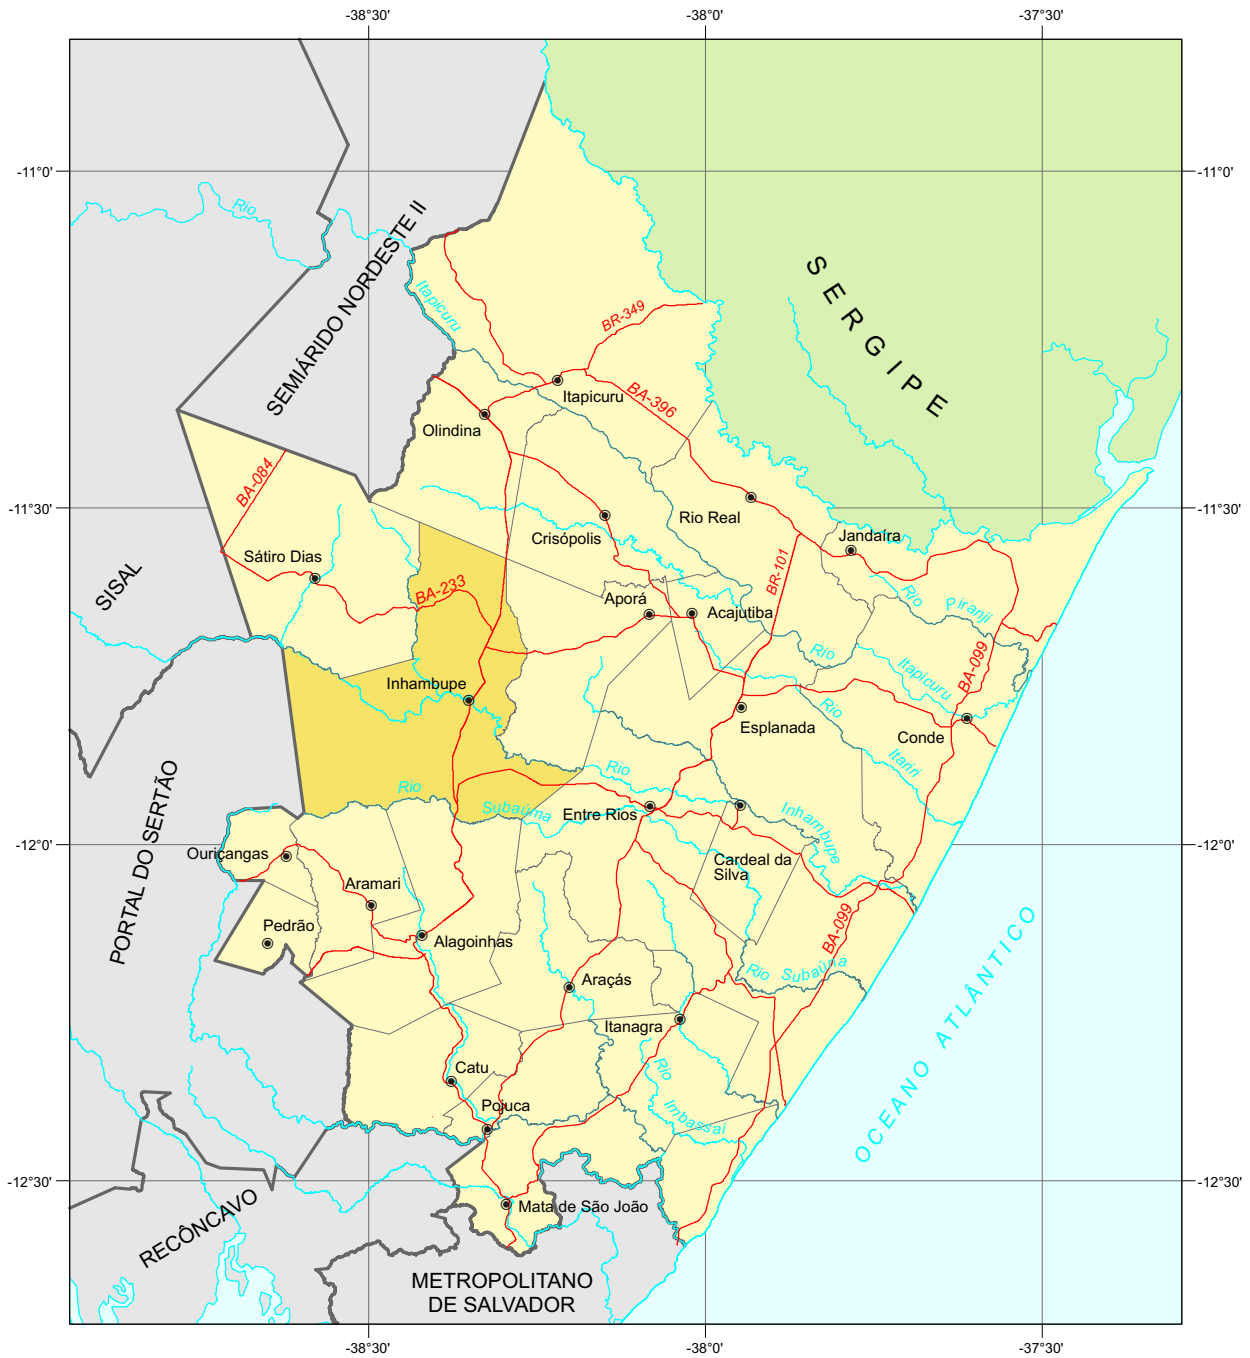 -38°30'
-38°0'
-37°30'
-11°0'
-11°0'
Rio
SEMIÁRIDO NORDESTE II
SERGIPE
Itapicuru
BR-349
Itapicuru
BA-396
Olindina
BA-084
Rio Real
-11°30'
-11°30'
Crisópolis
Jandaíra
Sátiro Dias
BA-233
BR-101
SISAL
Aporá
Acajutiba
Rio
Piranji
Rio
Itapicuru
BA-099
Inhambupe
Rio
Esplanada
Conde
Itariri
Rio
Rio
Subaúma
Entre Rios
Inhambupe
PORTAL DO SERTÃO
-12°0'
-12°0'
Ouriçangas
Cardeal da
Silva
Aramari
Pedrão
Alagoinhas
BA-099
Rio
Subaúma
Araçás
Itanagra
OCEANO ATLÂNTICO
Catu
Rio
Pojuca
Imbassai
-12°30'
-12°30'
RECÔNCAVO
Mata de São João
METROPOLITANO
DE SALVADOR
-38°30'
-38°0'
-37°30'